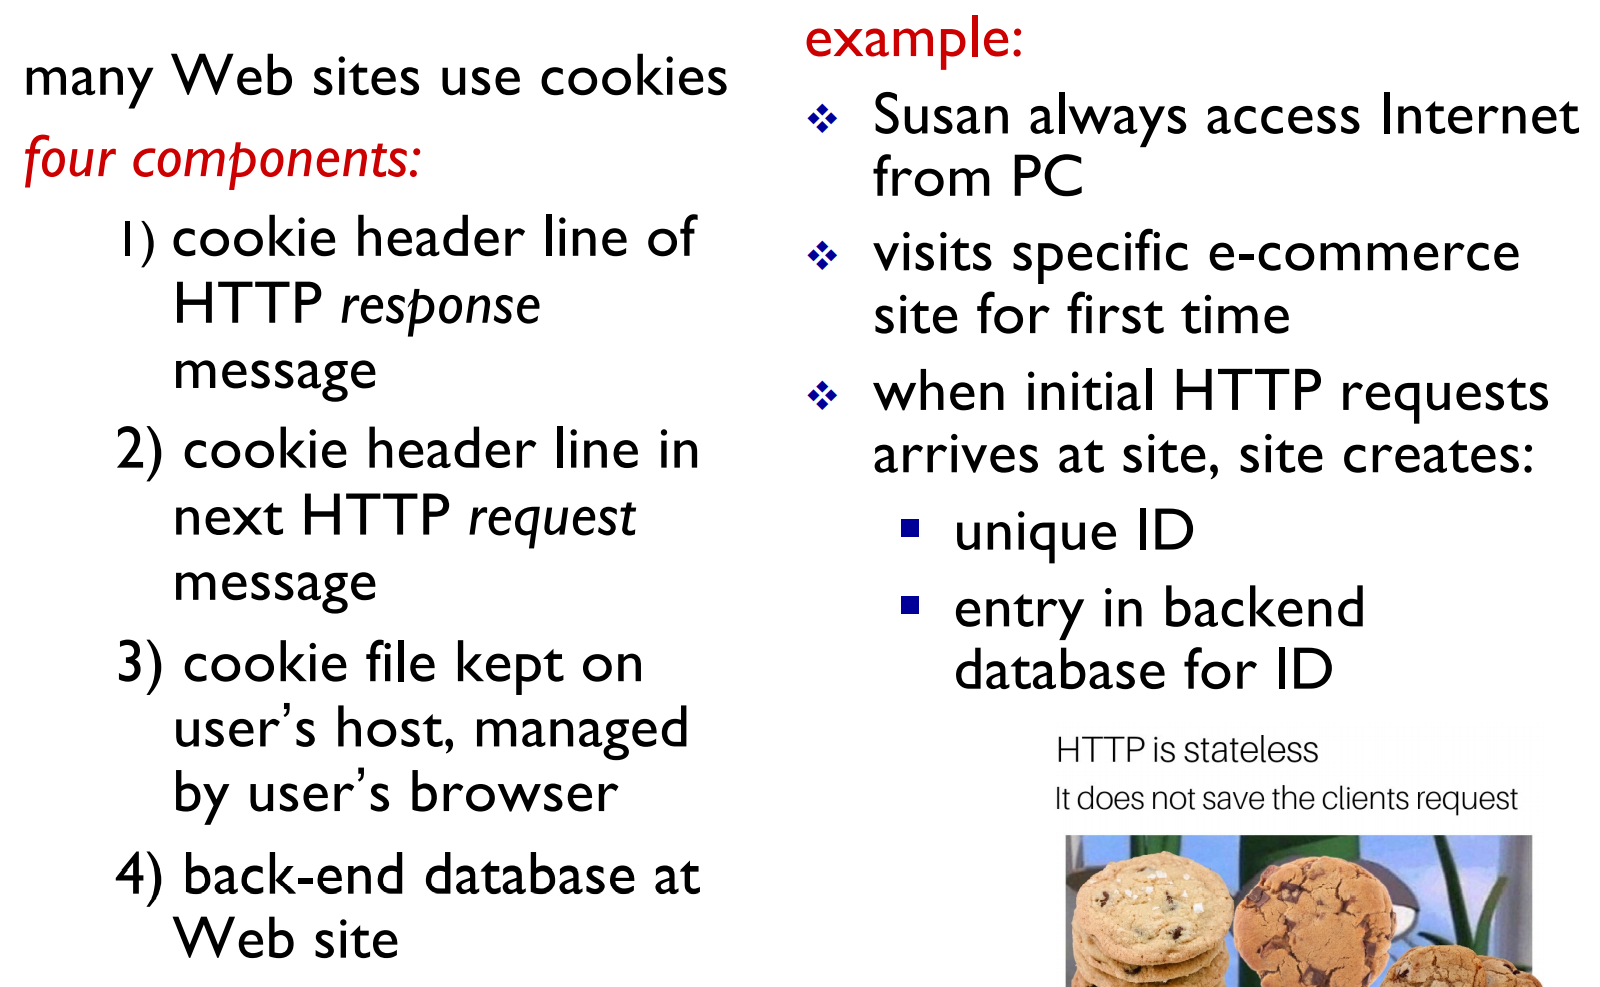 many Web sites use cookies
four components:
1) cookie header line of
HTTP response
message
2) cookie header line in
next HTTP request
message
3) cookie file kept on
user’s host, managed
by user’s browser
4) back-end database at
Web site
example:
Susan always access Internet
from PC
visits specific e-commerce
site for first time
when initial HTTP requests
arrives at site, site creates:
unique ID
entry in backend
database for ID
HTTP is stateless
It does not save the clients request